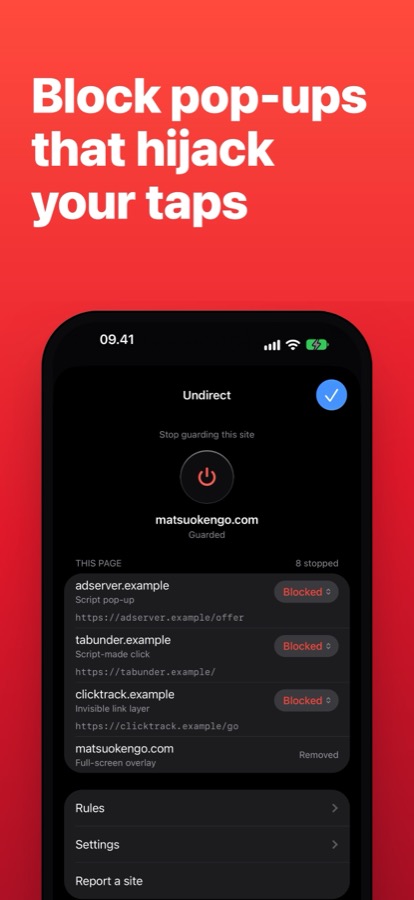 Block pop-ups
that hijack
your taps
09.41
Undirect
Stop guarding this site
matsuokengo.com
Guarded
THIS PAGE 8 stopped
adserver.example
Script pop-up
Blocked
https://adserver.example/offer
tabunder.example
Script-made click
Blocked
https://tabunder.example/
clicktrack.example
Invisible link layer
Blocked
https://clicktrack.example/go
matsuokengo.com
Full-screen overlay
Removed
Rules
Settings
Report a site